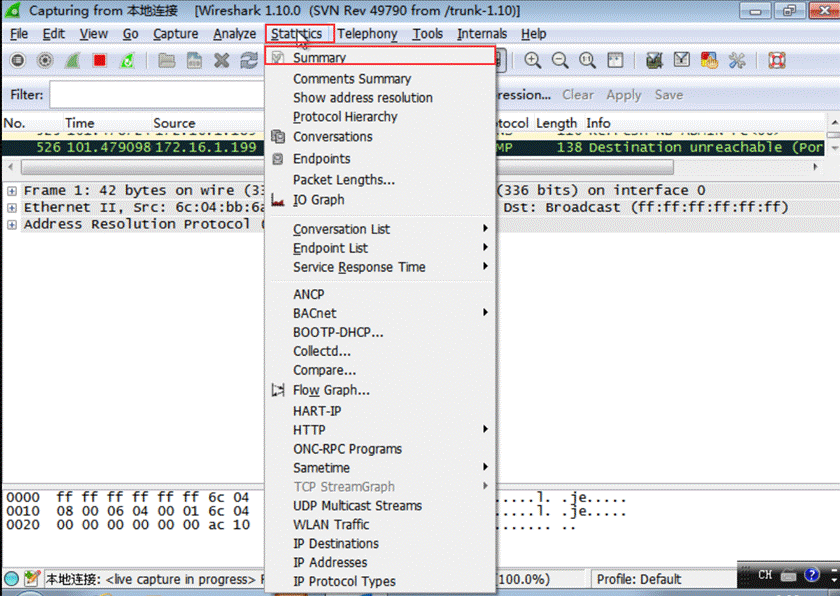 Capturing from 本地连接 [Wireshark 1.10.0 (SVN Rev 49790 from /trunk-1.10)]
File Edit View Go Capture Analyze Statistics Telephony Tools Internals Help
Filter: ression... Clear Apply Save
No. Time Source tocol Length Info
526 101.479098 172.16.1.199 MP 138 Destination unreachable (Por
Frame 1: 42 bytes on wire (33 (336 bits) on interface 0
Ethernet II, Src: 6c:04:bb:6a Dst: Broadcast (ff:ff:ff:ff:ff:ff)
Address Resolution Protocol (
Summary
Comments Summary
Show address resolution
Protocol Hierarchy
Conversations
Endpoints
Packet Lengths...
IO Graph
Conversation List
Endpoint List
Service Response Time
ANCP
BACnet
BOOTP-DHCP...
Collectd...
Compare...
Flow Graph...
HART-IP
HTTP
ONC-RPC Programs
Sametime
TCP StreamGraph
UDP Multicast Streams
WLAN Traffic
IP Destinations
IP Addresses
IP Protocol Types
0000 ff ff ff ff ff ff 6c 04 .....l. .je.....
0010 08 00 06 04 00 01 6c 04 .....l. .je.....
0020 00 00 00 00 00 00 ac 10 ....... ..
本地连接: <live capture in progress> F 100.0%) Profile: Default CH